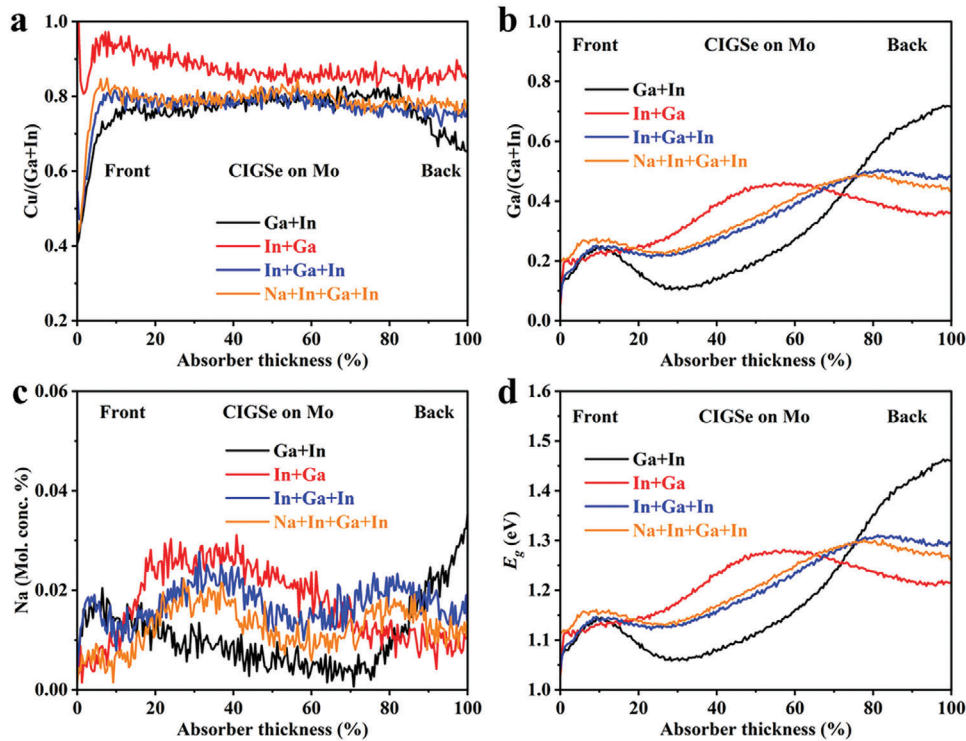 a
Cu/(Ga+In)
1.0
0.8
0.6
0.4
0.2
Front CIGSe on Mo Back
Ga+In
In+Ga
In+Ga+In
Na+In+Ga+In
0 20 40 60 80 100
Absorber thickness (%)
b
Ga/(Ga+In)
1.0
0.8
0.6
0.4
0.2
0.0
Front CIGSe on Mo Back
Ga+In
In+Ga
In+Ga+In
Na+In+Ga+In
0 20 40 60 80 100
Absorber thickness (%)
c
Na (Mol. conc. %)
0.06
0.04
0.02
0.00
Front CIGSe on Mo Back
Ga+In
In+Ga
In+Ga+In
Na+In+Ga+In
0 20 40 60 80 100
Absorber thickness (%)
d
Eg (eV)
1.6
1.5
1.4
1.3
1.2
1.1
1.0
Front CIGSe on Mo Back
Ga+In
In+Ga
In+Ga+In
Na+In+Ga+In
0 20 40 60 80 100
Absorber thickness (%)